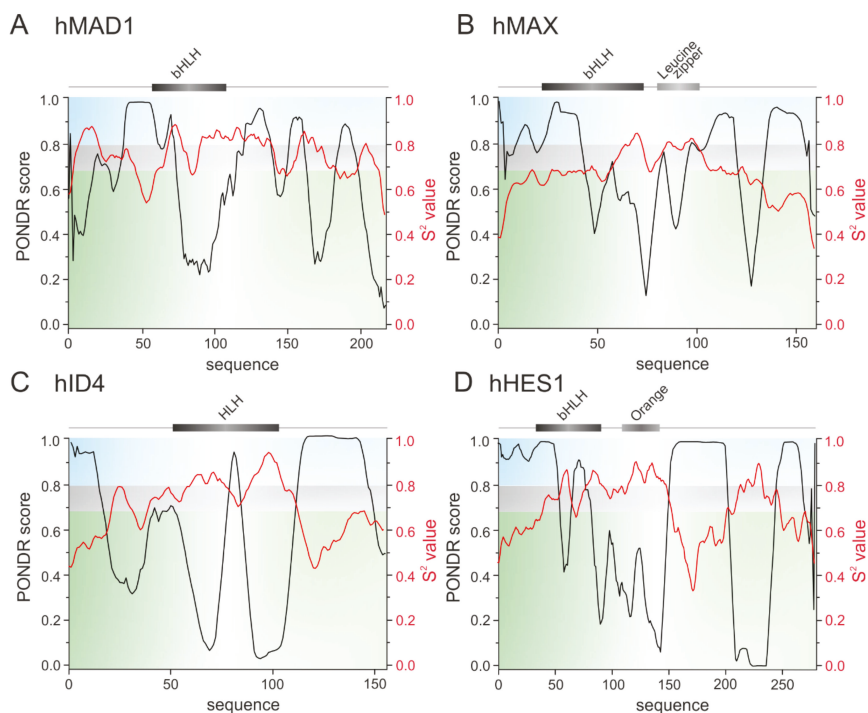 A hMAD1
bHLH
1.0
0.8
0.6
0.4
0.2
0.0
PONDR score
1.0
0.8
0.6
0.4
0.2
0.0
S² value
0 50 100 150 200
sequence
B hMAX
bHLH
Leucine
zipper
1.0
0.8
0.6
0.4
0.2
0.0
PONDR score
1.0
0.8
0.6
0.4
0.2
0.0
S² value
0 50 100 150
sequence
C hID4
HLH
1.0
0.8
0.6
0.4
0.2
0.0
PONDR score
1.0
0.8
0.6
0.4
0.2
0.0
S² value
0 50 100 150
sequence
D hHES1
bHLH
Orange
1.0
0.8
0.6
0.4
0.2
0.0
PONDR score
1.0
0.8
0.6
0.4
0.2
0.0
S² value
0 50 100 150 200 250
sequence